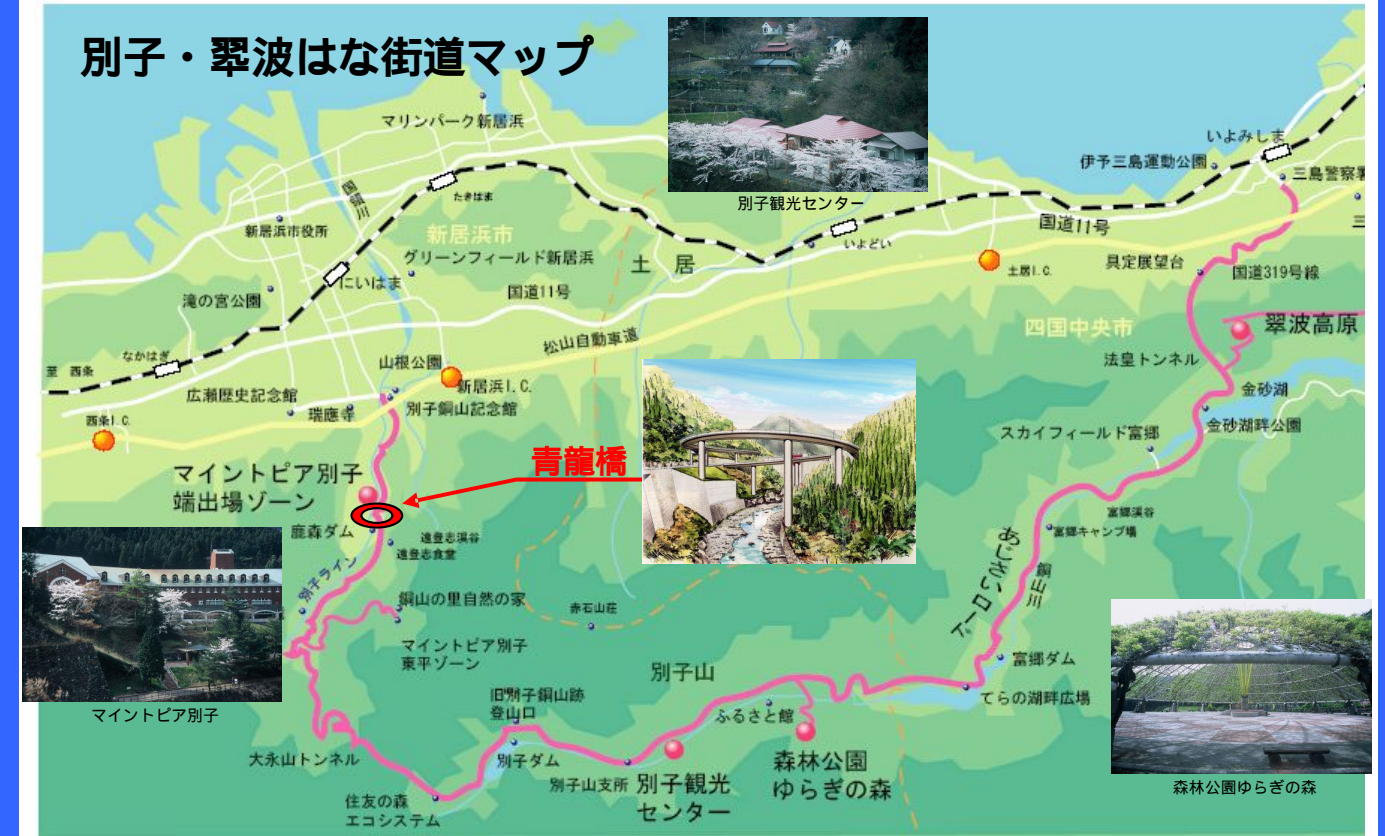 別子・翆波はな街道マップ
マリンパーク新居浜
国領川
たきはま
新居浜市役所
新居浜市
グリーンフィールド新居浜
にいはま
国道11号
滝の宮公園
なかはぎ
至 西条
西条I.C.
広瀬歴史記念館
瑞應寺
山根公園
新居浜I.C.
別子銅山記念館
松山自動車道
土居
別子観光センター
いよどい
土居I.C.
国道11号
伊予三島運動公園
いよみしま
三島警察署
三
具定展望台
国道319号線
四国中央市
翠波高原
法皇トンネル
金砂湖
金砂湖畔公園
スカイフィールド富郷
富郷渓谷
富郷キャンプ場
あじさいロード
銅山川
富郷ダム
てらの湖畔広場
青龍橋
マイントピア別子
端出場ゾーン
鹿森ダム
遠登志渓谷
遠登志食堂
別子ライン
銅山の里自然の家
マイントピア別子
東平ゾーン
赤石山荘
マイントピア別子
大永山トンネル
住友の森
エコシステム
旧別子銅山跡
登山口
別子ダム
別子山
別子山支所
別子観光
センター
ふるさと館
森林公園
ゆらぎの森
森林公園ゆらぎの森